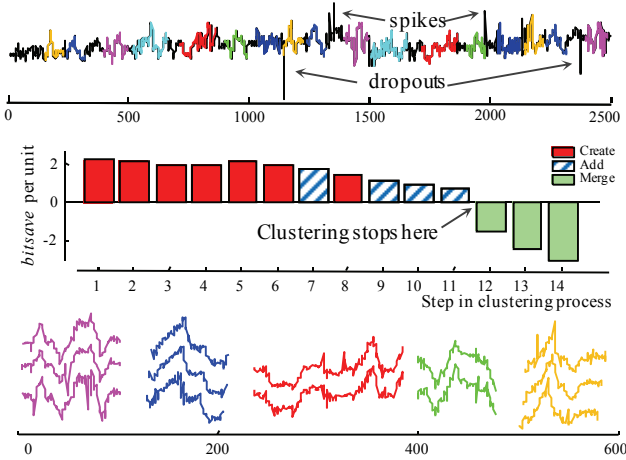 spikes
dropouts
0 500 1000 1500 2000 2500
bitsave per unit
2
0
-2
Create
Add
Merge
Clustering stops here
1 2 3 4 5 6 7 8 9 10 11 12 13 14
Step in clustering process
0 200 400 600